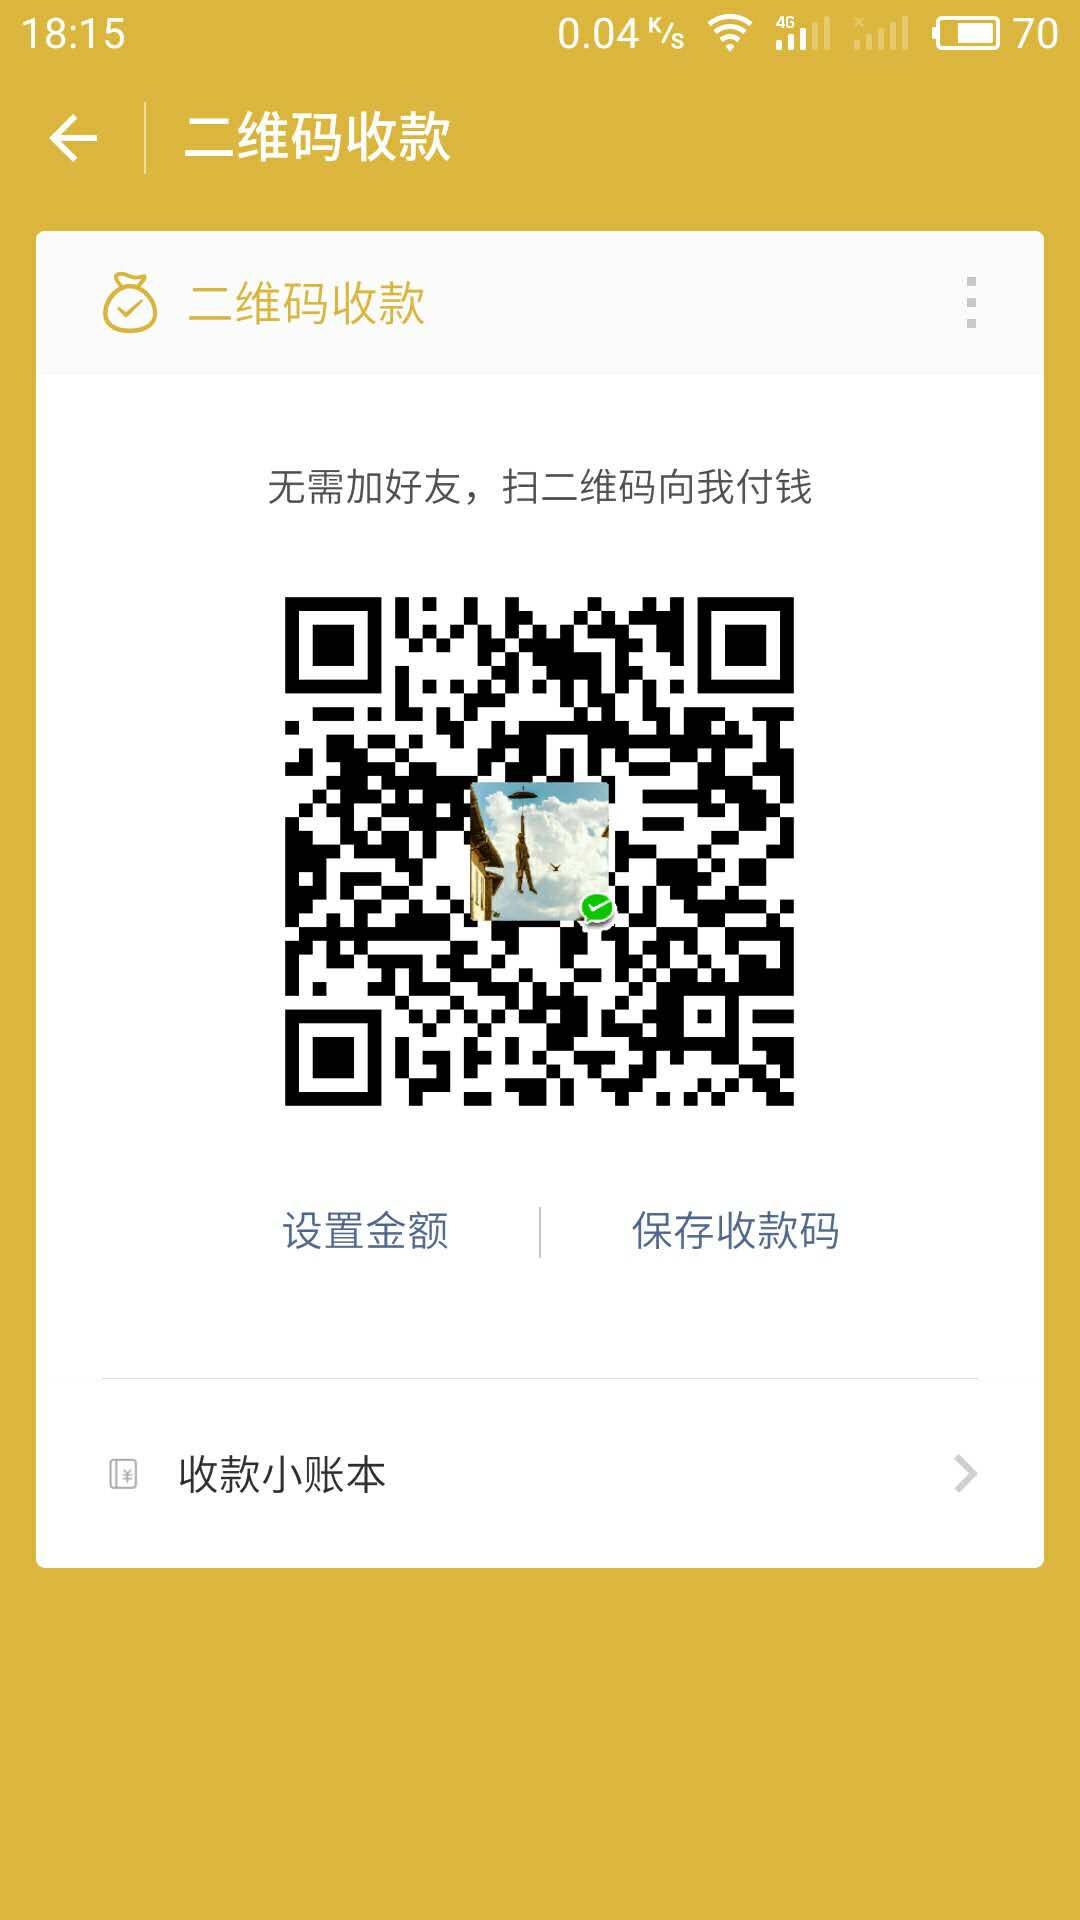 18:15 0.04 K/s 4G 70
二维码收款
二维码收款
无需加好友，扫二维码向我付钱
设置金额 保存收款码
¥ 收款小账本